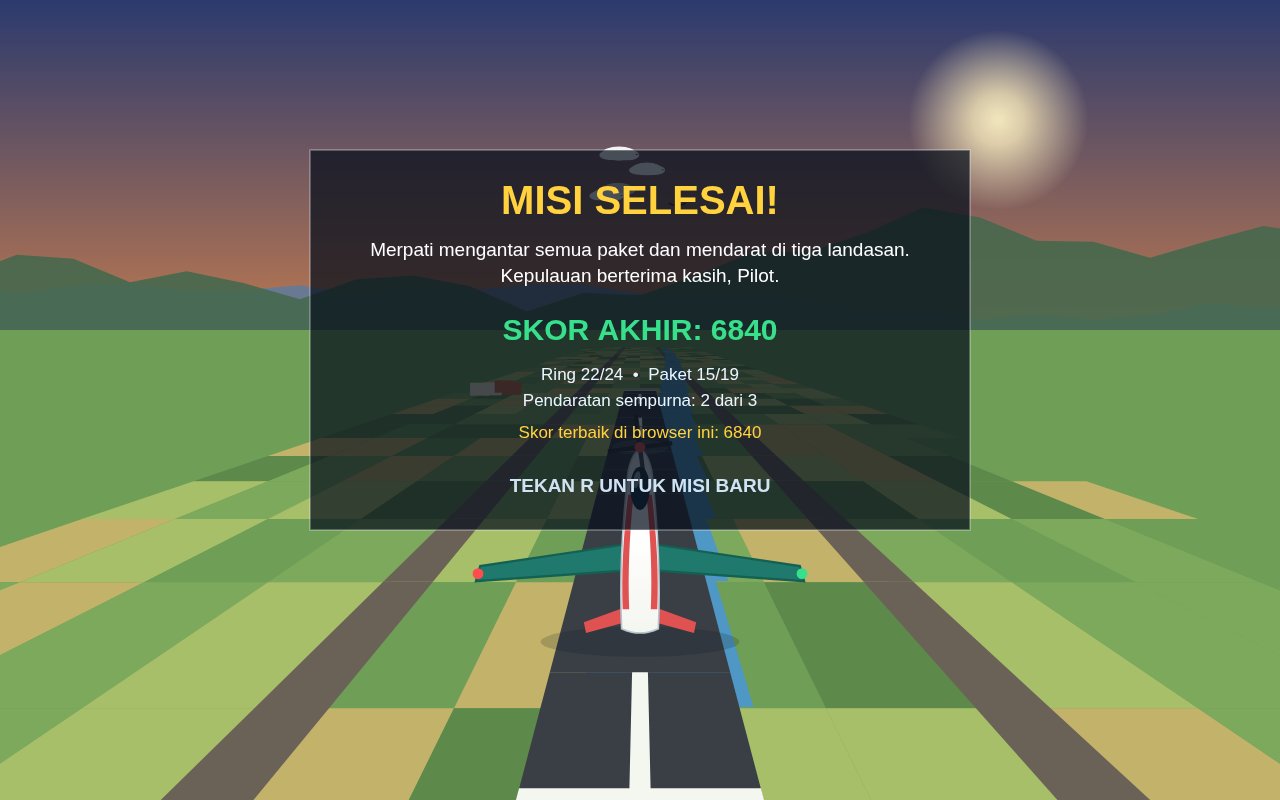 MISI SELESAI!
Merpati mengantar semua paket dan mendarat di tiga landasan.
Kepulauan berterima kasih, Pilot.
SKOR AKHIR: 6840
Ring 22/24 • Paket 15/19
Pendaratan sempurna: 2 dari 3
Skor terbaik di browser ini: 6840
TEKAN R UNTUK MISI BARU